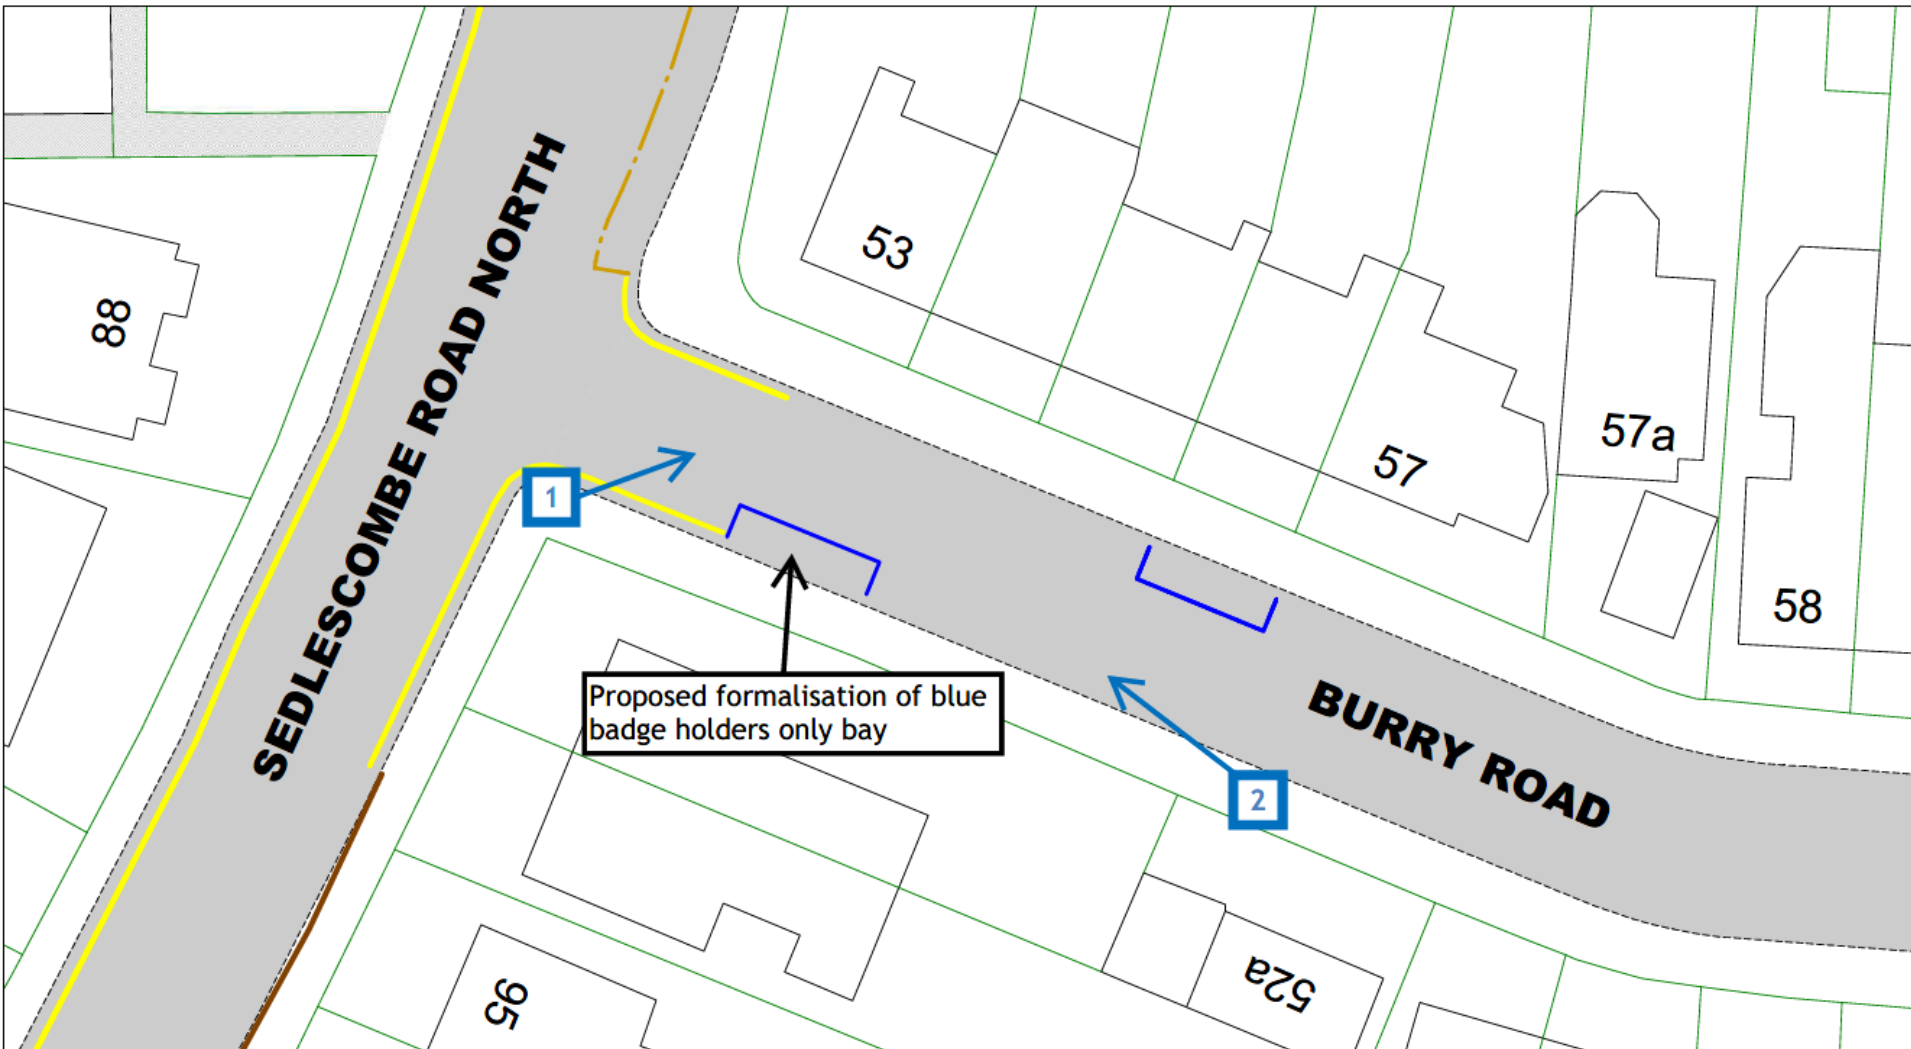 SEDLESCOMBE ROAD NORTH
88
53
57
57a
58
1
Proposed formalisation of blue
badge holders only bay
BURRY ROAD
2
95
52a